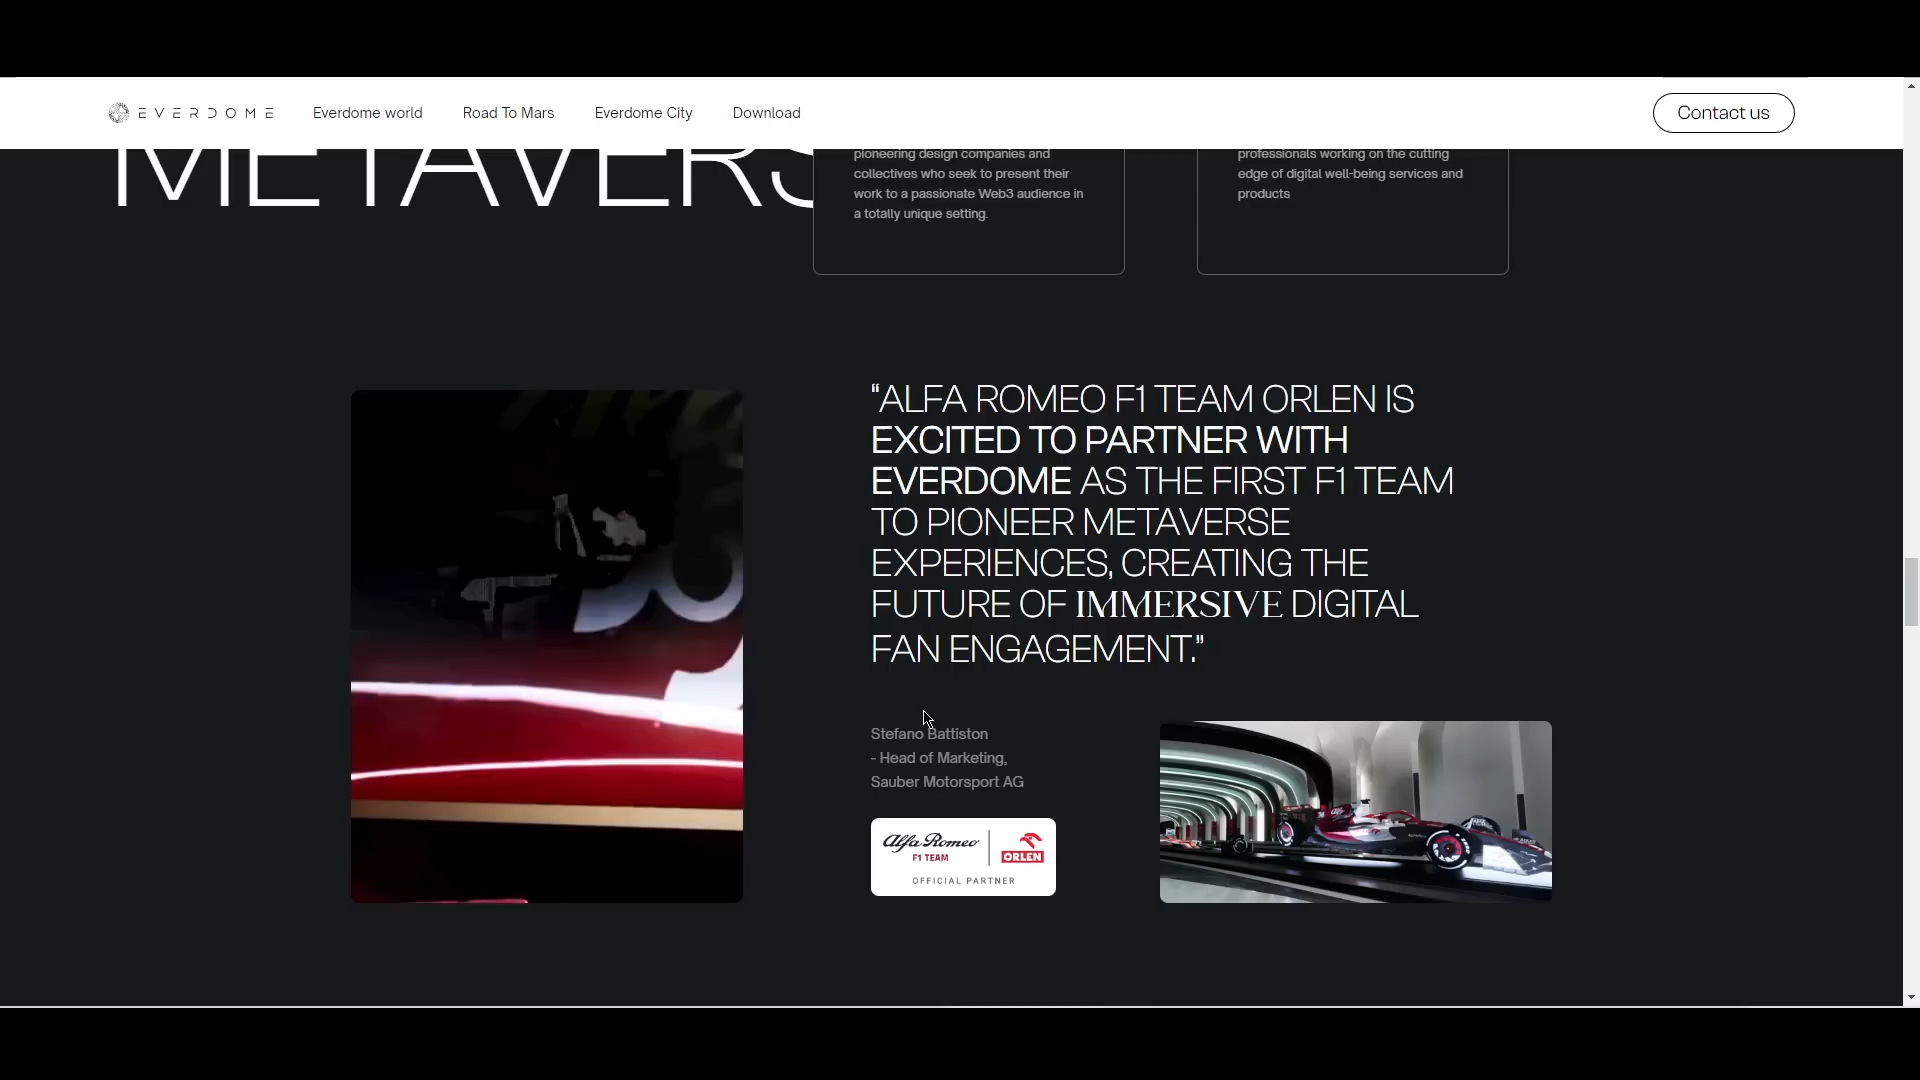 EVERDOME
Everdome world
Road To Mars
Everdome City
Download
Contact us
METAVERS
pioneering design companies and
collectives who seek to present their
work to a passionate Web3 audience in
a totally unique setting.
professionals working on the cutting
edge of digital well-being services and
products
“ALFA ROMEO F1 TEAM ORLEN IS
EXCITED TO PARTNER WITH
EVERDOME AS THE FIRST F1 TEAM
TO PIONEER METAVERSE
EXPERIENCES, CREATING THE
FUTURE OF IMMERSIVE DIGITAL
FAN ENGAGEMENT.”
Stefano Battiston
- Head of Marketing,
Sauber Motorsport AG
Alfa Romeo
F1 TEAM
ORLEN
OFFICIAL PARTNER